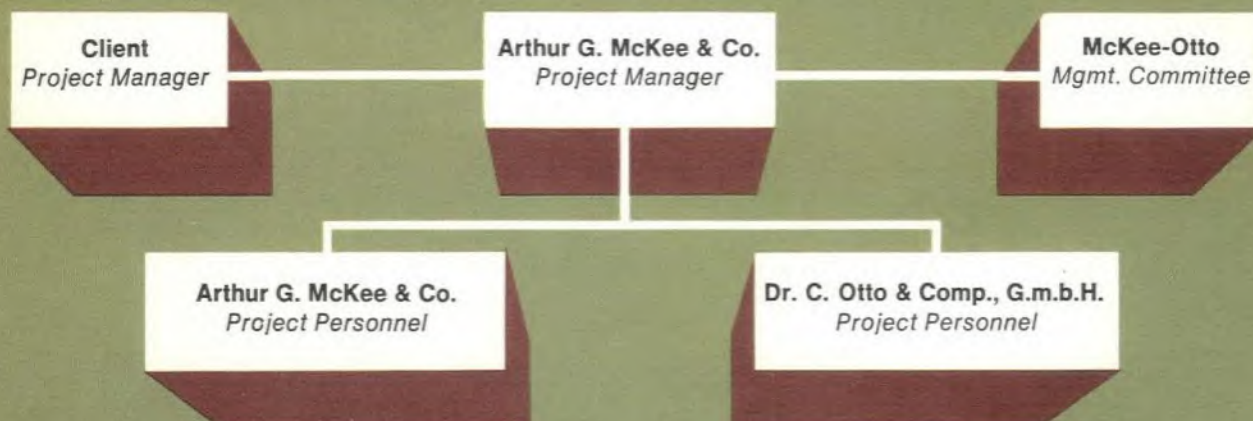 Client
Project Manager
Arthur G. McKee & Co.
Project Manager
McKee-Otto
Mgmt. Committee
Arthur G. McKee & Co.
Project Personnel
Dr. C. Otto & Comp., G.m.b.H.
Project Personnel